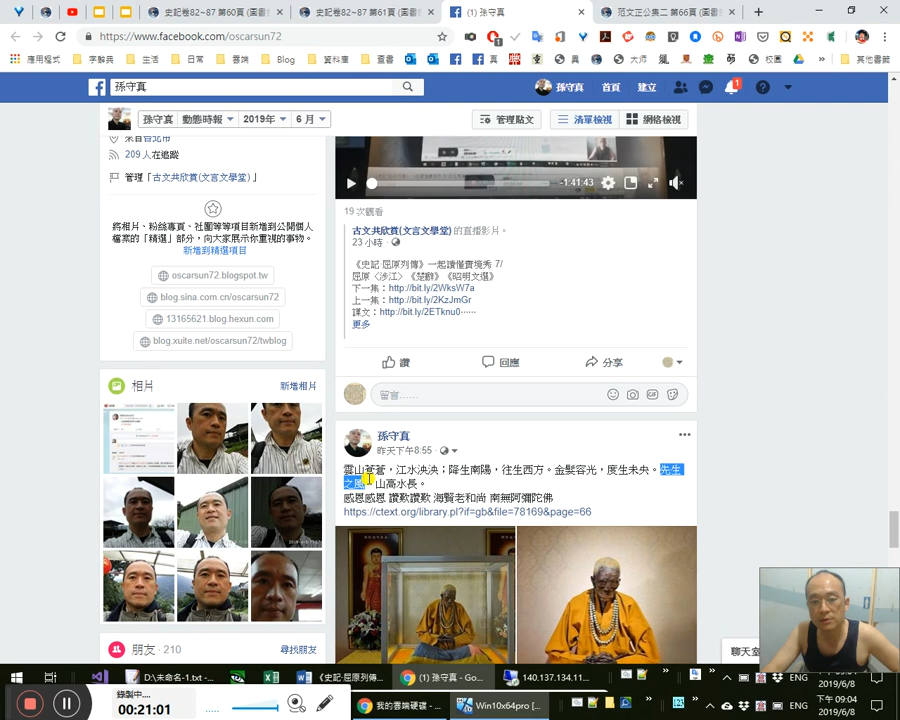 史記卷82~87 第60頁 (圖書
史記卷82~87 第61頁 (圖書
(1) 孫守真
范文正公集二 第66頁 (圖書
https://www.facebook.com/oscarsun72
應用程式
字辭典
生活
日常
雲端
Blog
資料庫
查書
真
異
大師
校園
其他書籤
孫守真
孫守真
首頁
建立
1
孫守真
動態時報
2019年
6 月
管理貼文
清單檢視
網格檢視
來自台北市
209 人在追蹤
管理「古文共欣賞(文言文學堂) 」
將相片、粉絲專頁、社團等等項目新增到公開個人
檔案的「精選」部分，向大家展示你重視的事物。
新增到精選項目
oscarsun72.blogspot.tw
blog.sina.com.cn/oscarsun72
13165621.blog.hexun.com
blog.xuite.net/oscarsun72/twblog
相片
新增相片
朋友 · 210
尋找朋友
-1:41:43
19 次觀看
古文共欣賞(文言文學堂) 的直播影片。
23 小時 ·
《史記 屈原列傳》一起讀懂賣境秀 7/
屈原〈涉江〉《楚辭》《昭明文選》
下一集：http://bit.ly/2WksW7a
上一集：http://bit.ly/2KzJmGr
課文：http://bit.ly/2ETknu0……
更多
讚
回應
分享
留言……
孫守真
昨天下午8:55 ·
雲山蒼蒼，江水泱泱；降生南陽，往生西方。金髮容光，度生未央。先生
之風 山高水長。
感恩感恩 讚歎讚歎 海賢老和尚 南無阿彌陀佛
https://ctext.org/library.pl?if=gb&file=78169&page=66
聊天室
D:\未命名-1.txt -...
《史記·屈原列傳...
(1) 孫守真 - Go...
140.137.134.11...
ENG
2019/6/8
錄製中....
00:21:01
我的雲端硬碟 -...
Win10x64pro [...
ENG
下午 09:04
2019/6/8